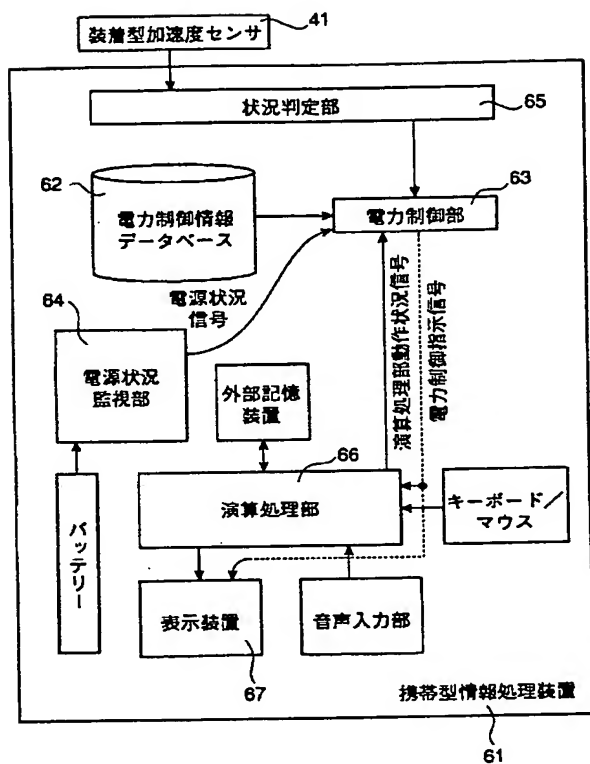 装着型加速度センサ
41
状況判定部
65
62
電力制御情報
データベース
63
電力制御部
電源状況
信号
64
電源状況
監視部
演算処理部動作状況信号
電力制御指示信号
外部記憶
装置
66
演算処理部
キーボード/
マウス
バッテリー
表示装置
67
音声入力部
携帯型情報処理装置
61